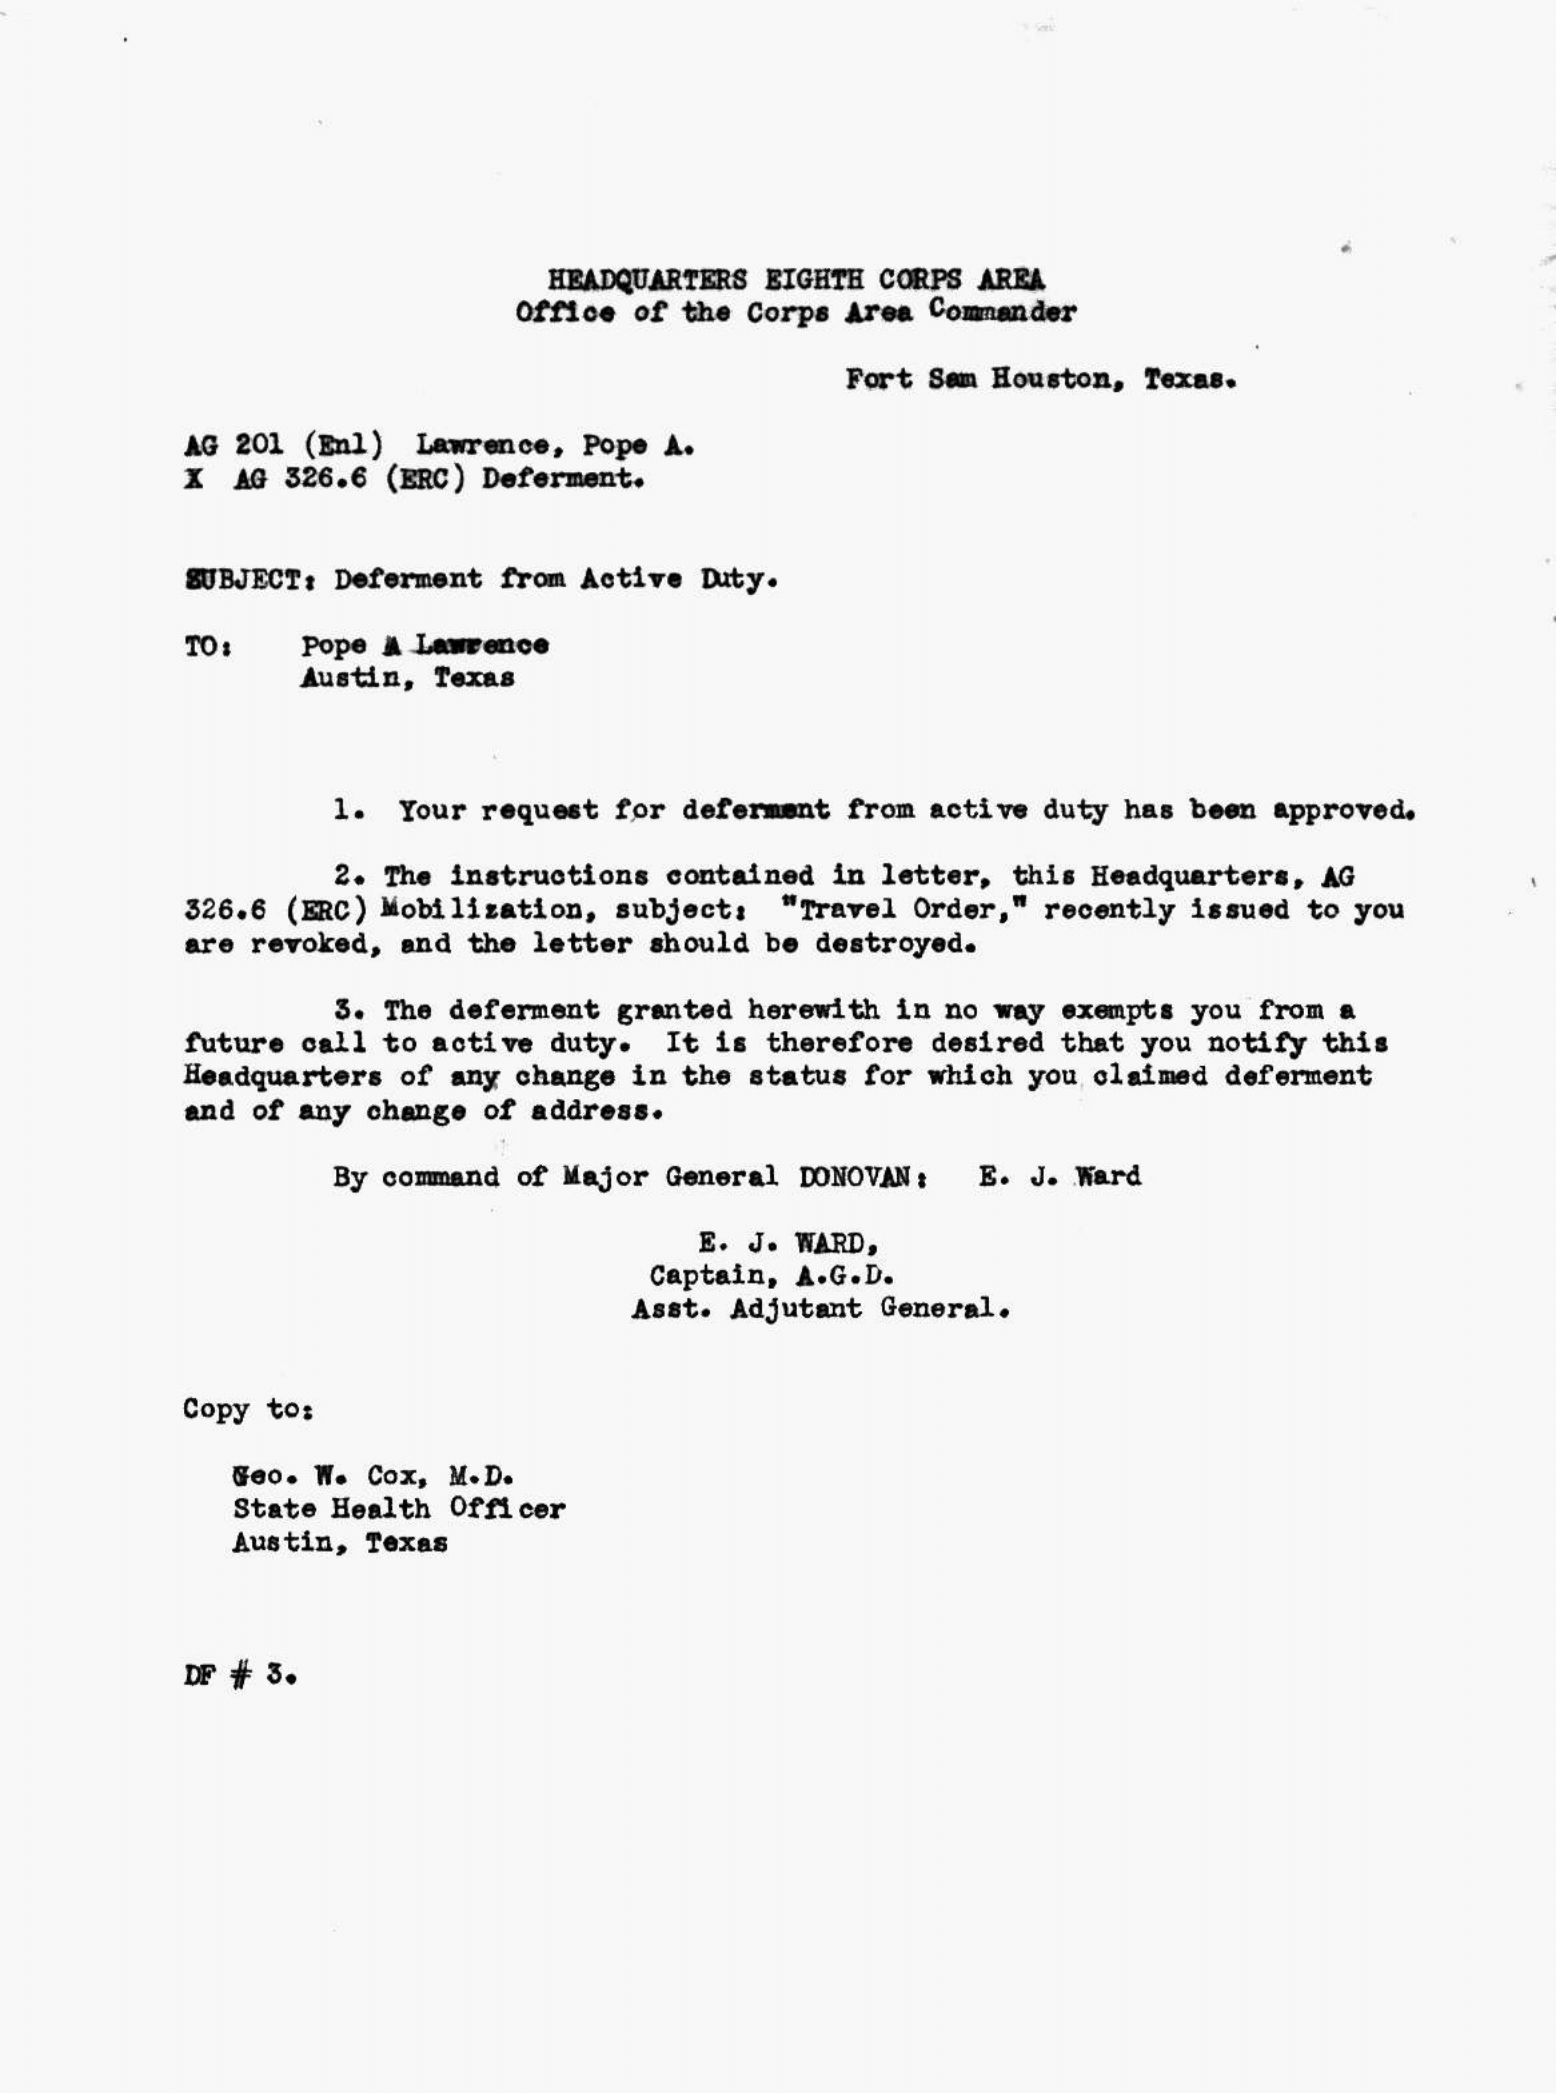 HEADQUARTERS EIGHTH CORPS AREA
Office of the Corps Area Commander
Fort Sam Houston, Texas.
AG 201 (Enl) Lawrence, Pope A.
X AG 326.6 (ERC) Deferment.
SUBJECT: Deferment from Active Duty.
TO: Pope A Lawrence
Austin, Texas
1. Your request for deferment from active duty has been approved.
2. The instructions contained in letter, this Headquarters, AG
326.6 (ERC) Mobilization, subject: "Travel Order," recently issued to you
are revoked, and the letter should be destroyed.
3. The deferment granted herewith in no way exempts you from a
future call to active duty. It is therefore desired that you notify this
Headquarters of any change in the status for which you claimed deferment
and of any change of address.
By command of Major General DONOVAN: E. J. Ward
E. J. WARD,
Captain, A.G.D.
Asst. Adjutant General.
Copy to:
Geo. W. Cox, M.D.
State Health Officer
Austin, Texas
DF # 3.